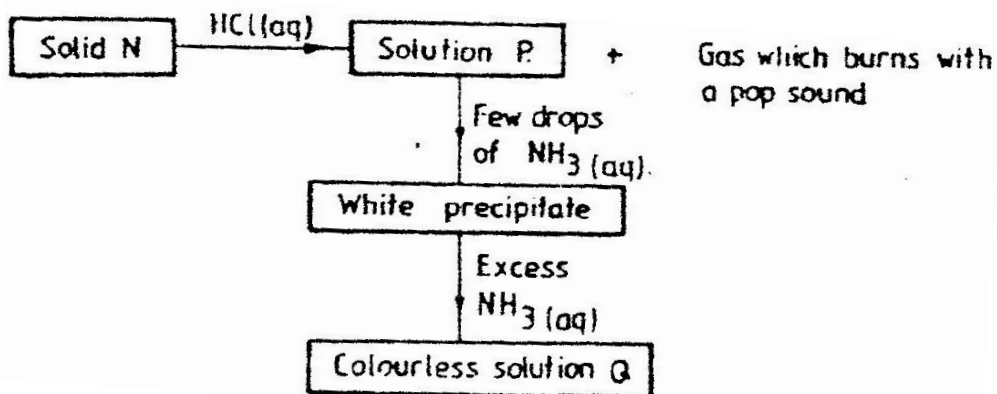 HCl(aq)
Solid N
Solution P.
+
Gas which burns with
a pop sound
Few drops
of NH3 (aq).
White precipitate
Excess
NH3 (aq)
Colourless solution Q